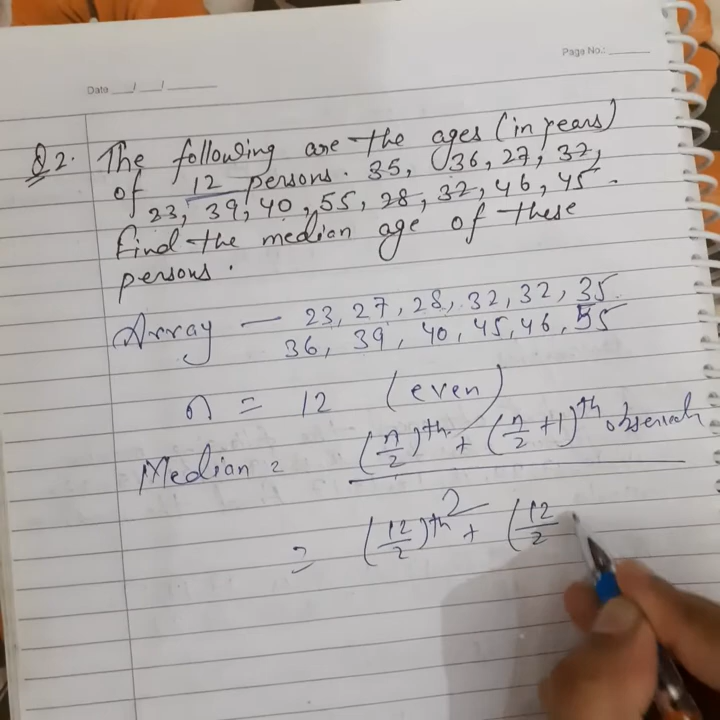 Page No.:
Date __/__/__
Q2. The following are the ages (in years)
of 12 persons. 35, 36, 27, 32,
23, 39, 40, 55, 28, 32, 46, 45.
Find the median age of these
persons.
Array — 23, 27, 28, 32, 32, 35.
36, 39, 40, 45, 46, 55
n = 12 (even)
Median = (n/2)th + (n/2 + 1)th
2
= (12/2)th + (12/2